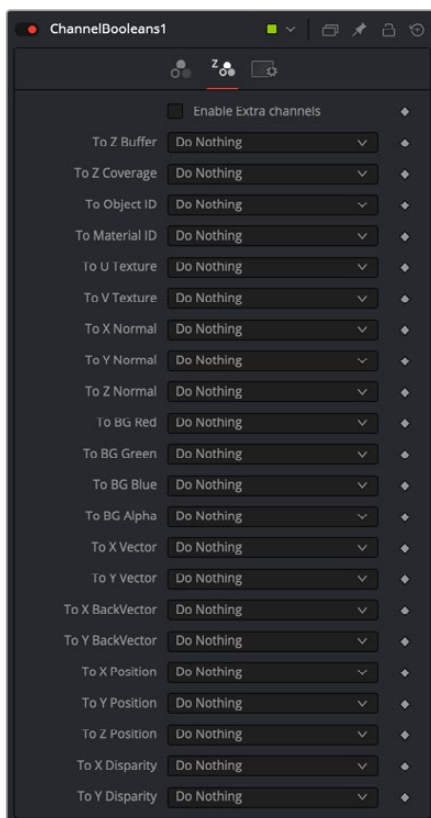 ChannelBooleans1
Z
Enable Extra channels
To Z Buffer Do Nothing
To Z Coverage Do Nothing
To Object ID Do Nothing
To Material ID Do Nothing
To U Texture Do Nothing
To V Texture Do Nothing
To X Normal Do Nothing
To Y Normal Do Nothing
To Z Normal Do Nothing
To BG Red Do Nothing
To BG Green Do Nothing
To BG Blue Do Nothing
To BG Alpha Do Nothing
To X Vector Do Nothing
To Y Vector Do Nothing
To X BackVector Do Nothing
To Y BackVector Do Nothing
To X Position Do Nothing
To Y Position Do Nothing
To Z Position Do Nothing
To X Disparity Do Nothing
To Y Disparity Do Nothing